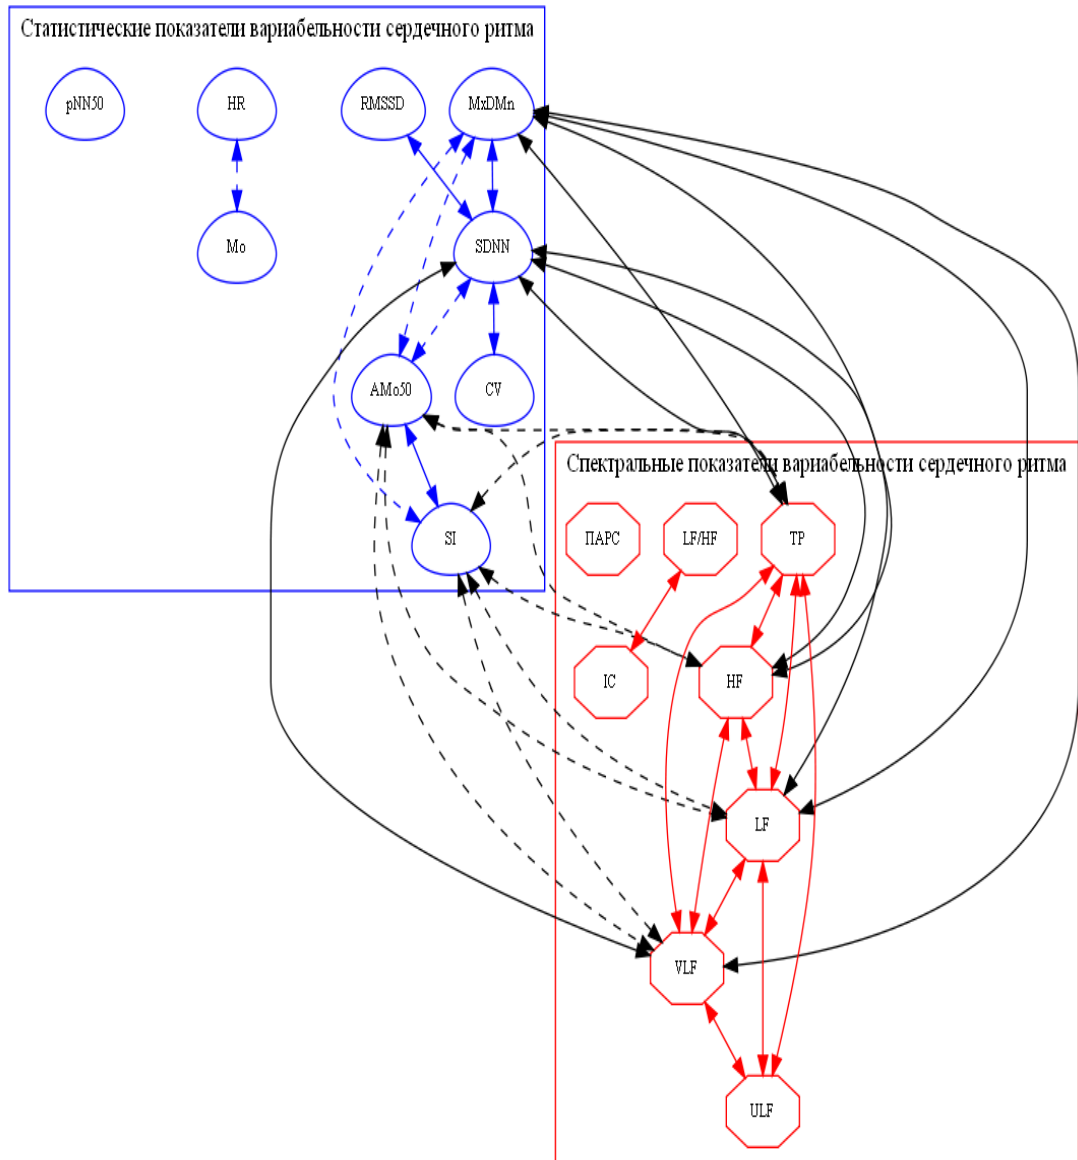 Статистические показатели вариабельности сердечного ритма
pNN50
HR
RMSSD
MxDMn
Mo
SDNN
AMo50
CV
SI
Спектральные показатели вариабельности сердечного ритма
ПАРС
LF/HF
TP
IC
HF
LF
VLF
ULF